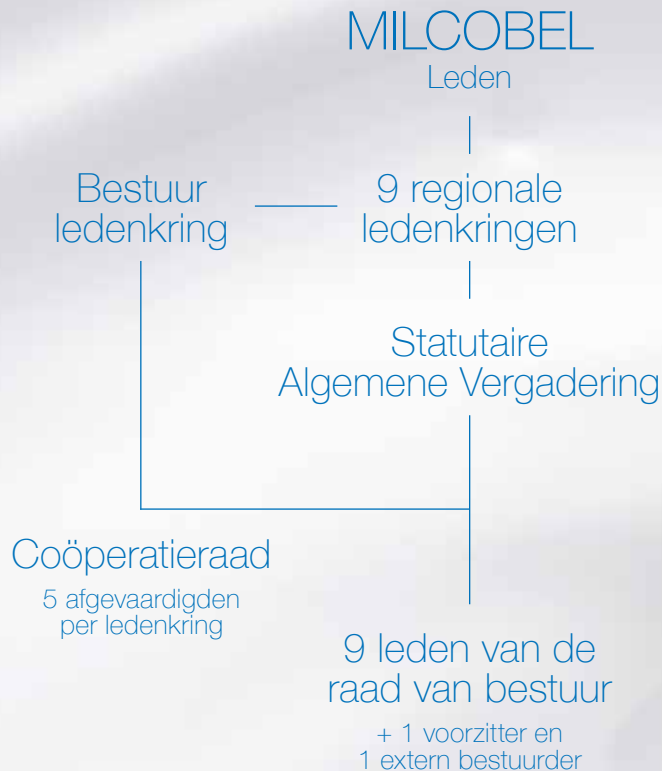 MILCOBEL
Leden
Bestuur
ledenkring
9 regionale
ledenkringen
Statutaire
Algemene Vergadering
Coöperatieraad
5 afgevaardigden
per ledenkring
9 leden van de
raad van bestuur
+ 1 voorzitter en
1 extern bestuurder